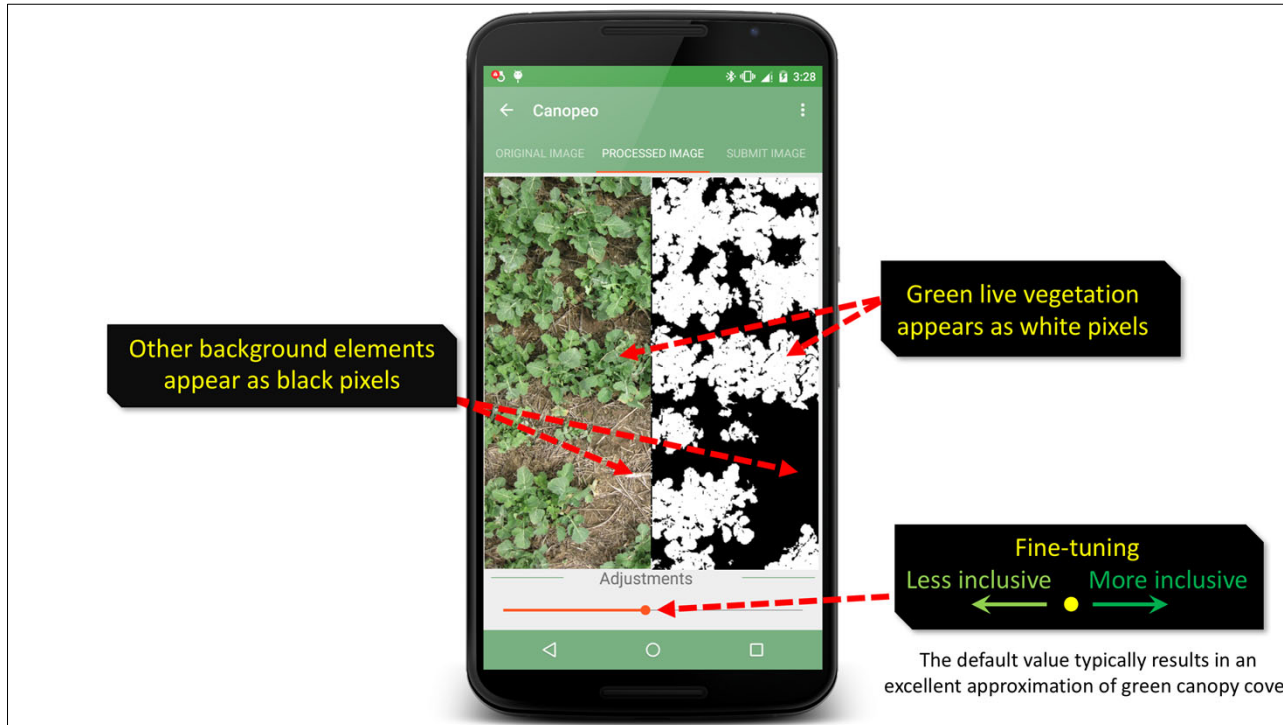 3:28
Canopeo
ORIGINAL IMAGE PROCESSED IMAGE SUBMIT IMAGE
Other background elements
appear as black pixels
Green live vegetation
appears as white pixels
Adjustments
Fine-tuning
Less inclusive More inclusive
The default value typically results in an
excellent approximation of green canopy cove